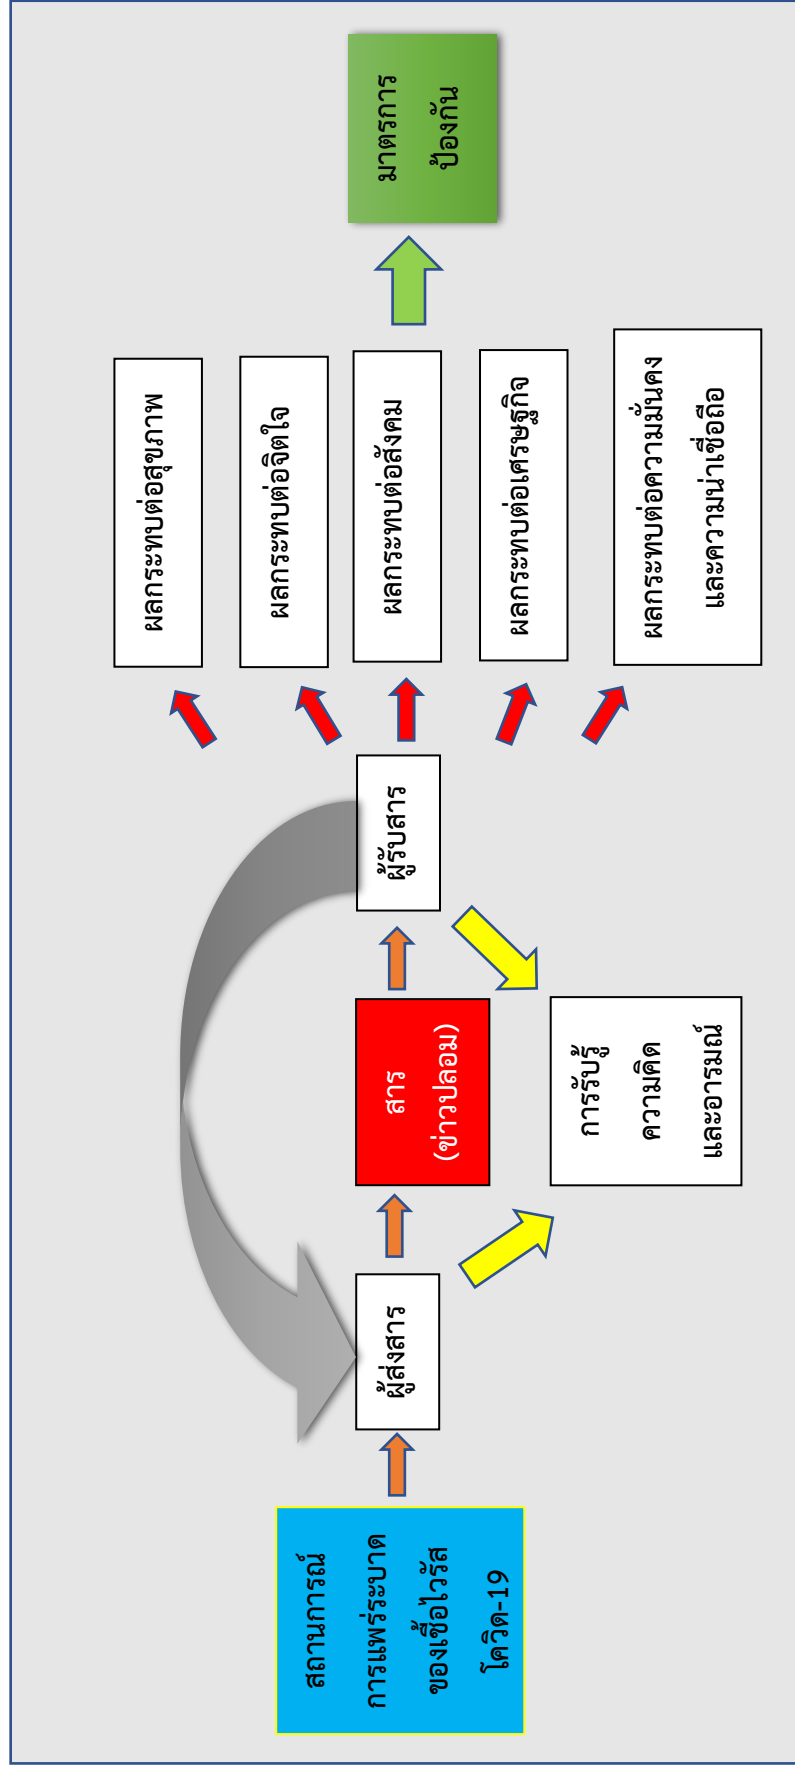 สถานการณ์
การแพร่ระบาด
ของเชื้อไวรัส
โควิด-19
ผู้ส่งสาร
สาร
(ข่าวปลอม)
ผู้รับสาร
การรับรู้
ความคิด
และอารมณ์
ผลกระทบต่อสุขภาพ
ผลกระทบต่อจิตใจ
ผลกระทบต่อสังคม
ผลกระทบต่อเศรษฐกิจ
ผลกระทบต่อความมั่นคง
และความน่าเชื่อถือ
มาตรการ
ป้องกัน